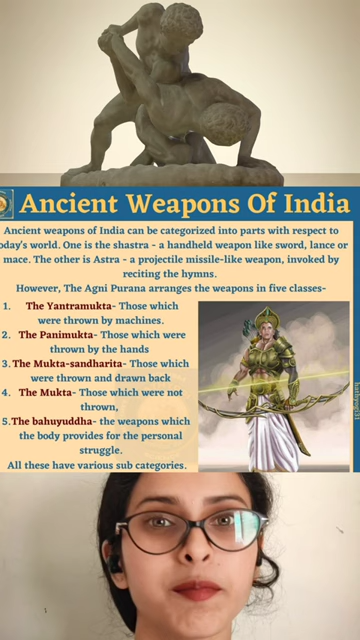 Ancient Weapons Of India
Ancient weapons of India can be categorized into parts with respect to
oday's world. One is the shastra - a handheld weapon like sword, lance or
mace. The other is Astra - a projectile missile-like weapon, invoked by
reciting the hymns.
However, The Agni Purana arranges the weapons in five classes-
1. The Yantramukta- Those which
were thrown by machines.
2. The Panimukta- Those which were
thrown by the hands
3. The Mukta-sandharita- Those which
were thrown and drawn back
4. The Mukta- Those which were not
thrown,
5.The bahuyuddha- the weapons which
the body provides for the personal
struggle.
All these have various sub categories.